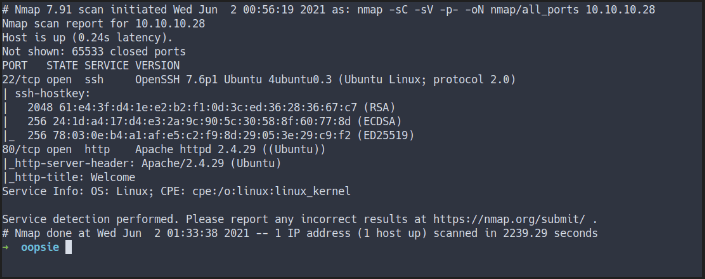 # Nmap 7.91 scan initiated Wed Jun  2 00:56:19 2021 as: nmap -sC -sV -p- -oN nmap/all_ports 10.10.10.28
Nmap scan report for 10.10.10.28
Host is up (0.24s latency).
Not shown: 65533 closed ports
PORT   STATE SERVICE VERSION
22/tcp open  ssh     OpenSSH 7.6p1 Ubuntu 4ubuntu0.3 (Ubuntu Linux; protocol 2.0)
| ssh-hostkey:
|   2048 61:e4:3f:d4:1e:e2:b2:f1:0d:3c:ed:36:28:36:67:c7 (RSA)
|   256 24:1d:a4:17:d4:e3:2a:9c:90:5c:30:58:8f:60:77:8d (ECDSA)
|_  256 78:03:0e:b4:a1:af:e5:c2:f9:8d:29:05:3e:29:c9:f2 (ED25519)
80/tcp open  http    Apache httpd 2.4.29 ((Ubuntu))
|_http-server-header: Apache/2.4.29 (Ubuntu)
|_http-title: Welcome
Service Info: OS: Linux; CPE: cpe:/o:linux:linux_kernel

Service detection performed. Please report any incorrect results at https://nmap.org/submit/ .
# Nmap done at Wed Jun  2 01:33:38 2021 -- 1 IP address (1 host up) scanned in 2239.29 seconds
→  oopsie